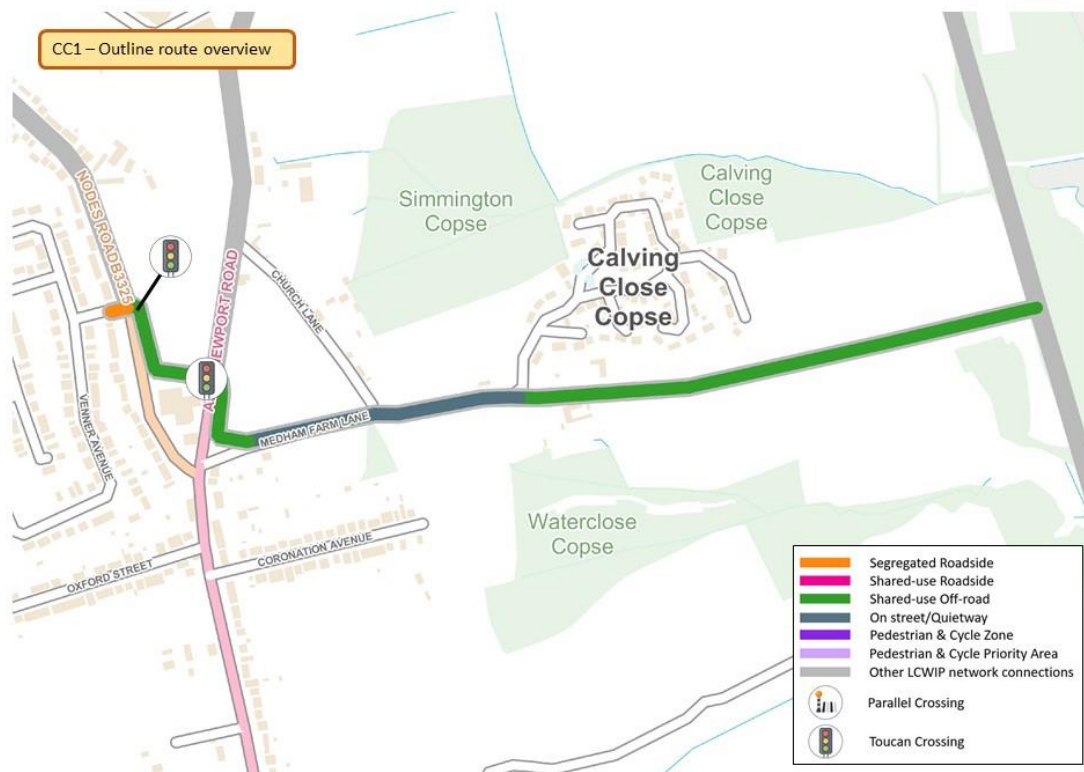 CC1 – Outline route overview
NODES ROAD B3325
NEWPORT ROAD
CHURCH LANE
Simmington
Copse
Calving
Close
Copse
Calving
Close
Copse
VENNER AVENUE
MEDHAM FARM LANE
Waterclose
Copse
OXFORD STREET
CORONATION AVENUE
Segregated Roadside
Shared-use Roadside
Shared-use Off-road
On street/Quietway
Pedestrian & Cycle Zone
Pedestrian & Cycle Priority Area
Other LCWIP network connections
Parallel Crossing
Toucan Crossing